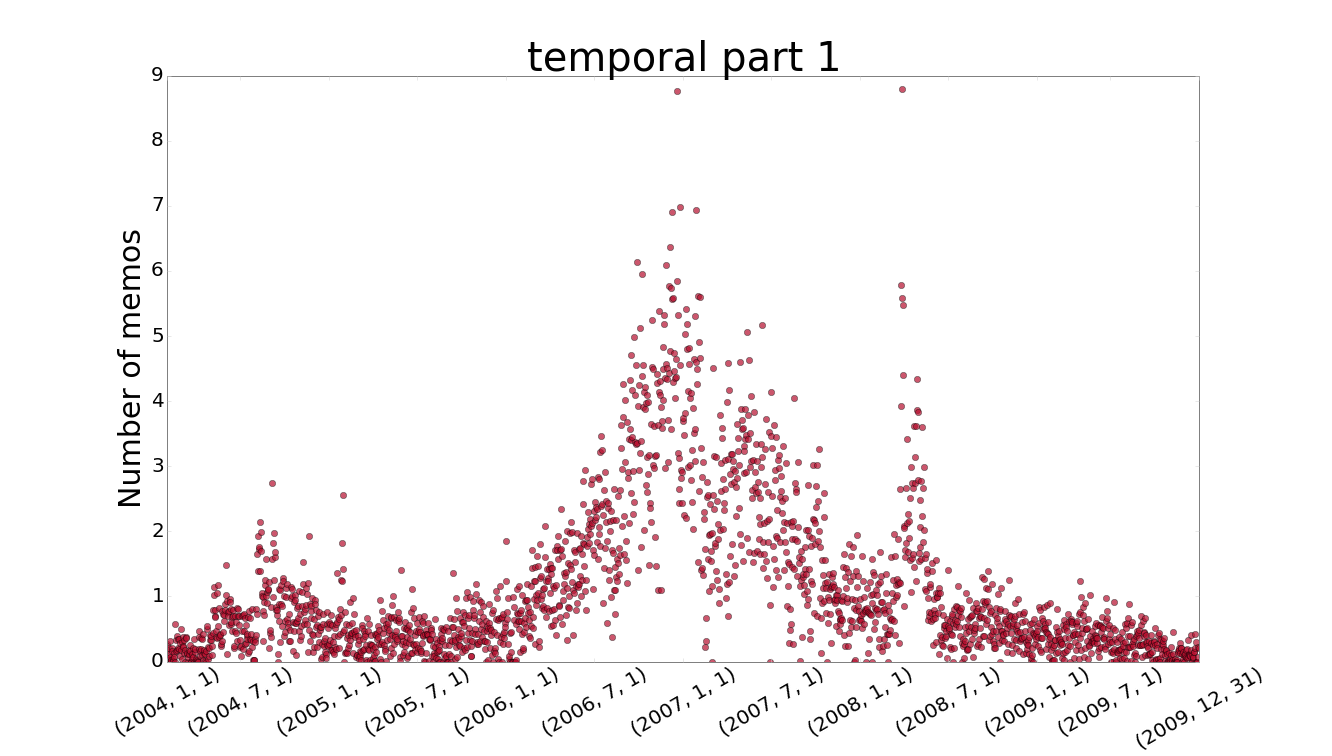 temporal part 1
Number of memos
9
8
7
6
5
4
3
2
1
0
(2004, 1, 1)
(2004, 7, 1)
(2005, 1, 1)
(2005, 7, 1)
(2006, 1, 1)
(2006, 7, 1)
(2007, 1, 1)
(2007, 7, 1)
(2008, 1, 1)
(2008, 7, 1)
(2009, 1, 1)
(2009, 7, 1)
(2009, 12, 31)